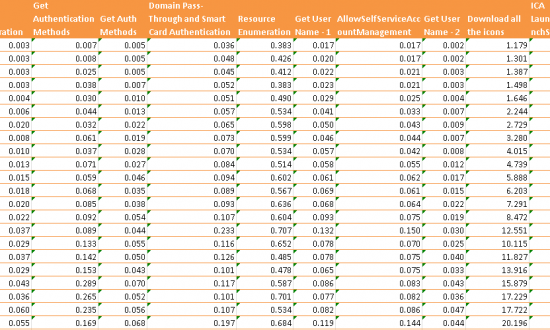 Get Domain Pass- ICA
Authentication Get Auth Through and Smart Resource Get User AllowSelfServiceAcc Get User Download all Laun
ration Methods Methods Card Authentication Enumeration Name - 1 ountManagement Name - 2 the icons nchS
0.003 0.007 0.005 0.036 0.383 0.017 0.017 0.002 1.179
0.003 0.008 0.005 0.048 0.426 0.020 0.017 0.002 1.301
0.003 0.025 0.005 0.045 0.412 0.022 0.021 0.003 1.387
0.003 0.038 0.007 0.052 0.383 0.023 0.021 0.003 1.498
0.004 0.030 0.010 0.051 0.490 0.029 0.025 0.004 1.646
0.006 0.044 0.013 0.057 0.534 0.041 0.033 0.007 2.244
0.020 0.032 0.022 0.065 0.598 0.050 0.043 0.009 2.729
0.008 0.061 0.019 0.073 0.599 0.046 0.044 0.007 3.280
0.010 0.037 0.028 0.070 0.534 0.057 0.042 0.008 4.015
0.013 0.071 0.027 0.084 0.514 0.058 0.055 0.012 4.739
0.015 0.059 0.046 0.094 0.602 0.061 0.062 0.017 5.888
0.018 0.068 0.035 0.089 0.567 0.069 0.061 0.015 6.203
0.020 0.085 0.038 0.093 0.636 0.068 0.064 0.022 7.291
0.022 0.092 0.054 0.107 0.604 0.093 0.075 0.019 8.472
0.037 0.089 0.044 0.233 0.707 0.132 0.150 0.030 12.551
0.029 0.133 0.055 0.116 0.652 0.078 0.070 0.025 10.115
0.037 0.142 0.050 0.126 0.485 0.078 0.075 0.040 11.827
0.029 0.153 0.043 0.101 0.478 0.065 0.075 0.033 13.916
0.043 0.289 0.070 0.117 0.587 0.086 0.083 0.043 15.879
0.036 0.265 0.052 0.101 0.701 0.077 0.082 0.036 17.229
0.060 0.235 0.056 0.107 0.534 0.082 0.086 0.047 17.722
0.055 0.169 0.068 0.197 0.684 0.119 0.144 0.044 20.196